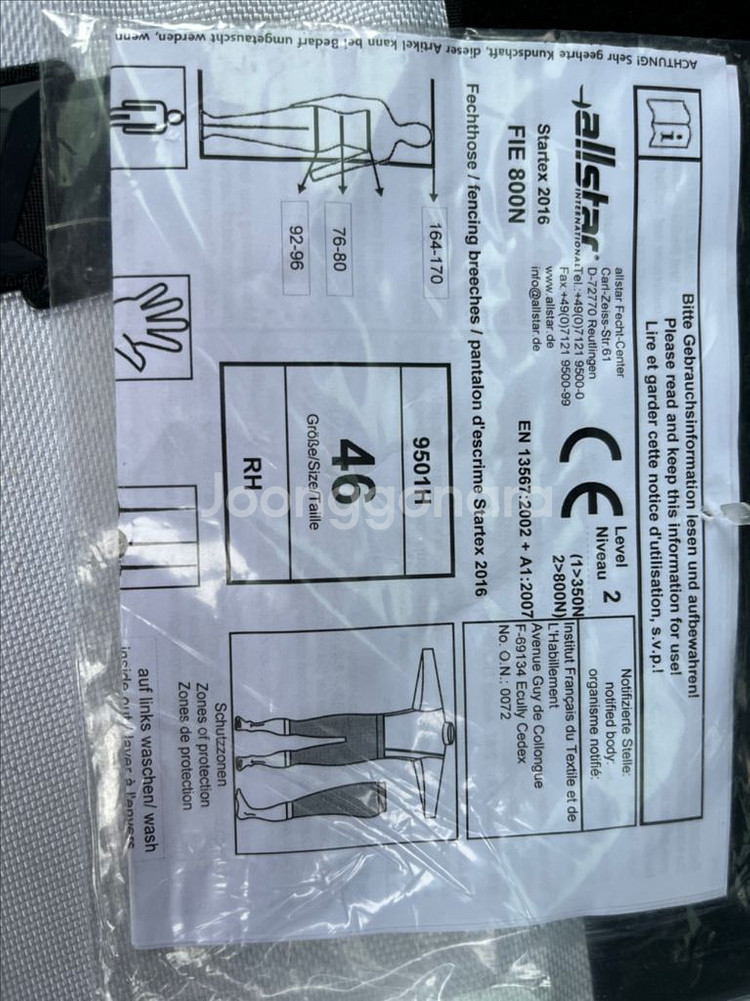 ACHTUNG! Sehr geehrte Kundschaft, dieser Artikel kann bei Bedarf umgetauscht werden, wenn
Bitte Gebrauchsinformation lesen und aufbewahren!
Please read and keep this information for use!
Lire et garder cette notice d'utilisation, s.v.p.!
i
allstar
INTERNATIONAL
allstar Fecht-Center
Carl-Zeiss-Str.61
D-72770 Reutlingen
Tel.:+49(0)7121 9500-0
Fax:+49(0)7121 9500-99
www.allstar.de
info@allstar.de
Startex 2016
FIE 800N
CE
Level
Niveau 2
(1>350N
2>800N)
EN 13567:2002 + A1:2007
Notifizierte Stelle:
notified body:
organisme notifié:
Institut Français du Textile et de
L'Habillement
Avenue Guy de Collongue
F-69134 Ecully Cedex
No. O.N.: 0072
Fechthose / fencing breeches / pantalon d'escrime Startex 2016
164-170
76-80
92-96
9501H
46
Größe/Size/Taille
RH
Schutzzonen
Zones of protection
Zones de protection
auf links waschen/ wash
inside out/ laver à l'envers
Joonggonara